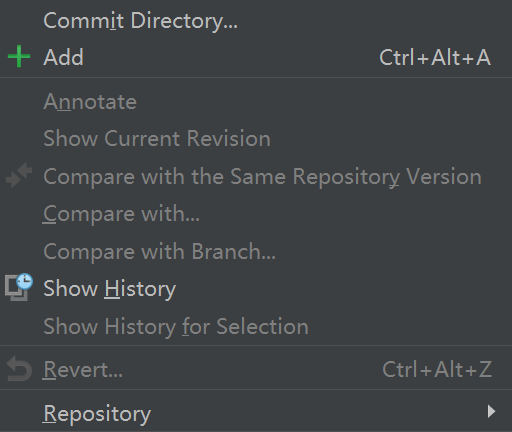 Commit Directory...
Add Ctrl+Alt+A
Annotate
Show Current Revision
Compare with the Same Repository Version
Compare with...
Compare with Branch...
Show History
Show History for Selection
Revert... Ctrl+Alt+Z
Repository